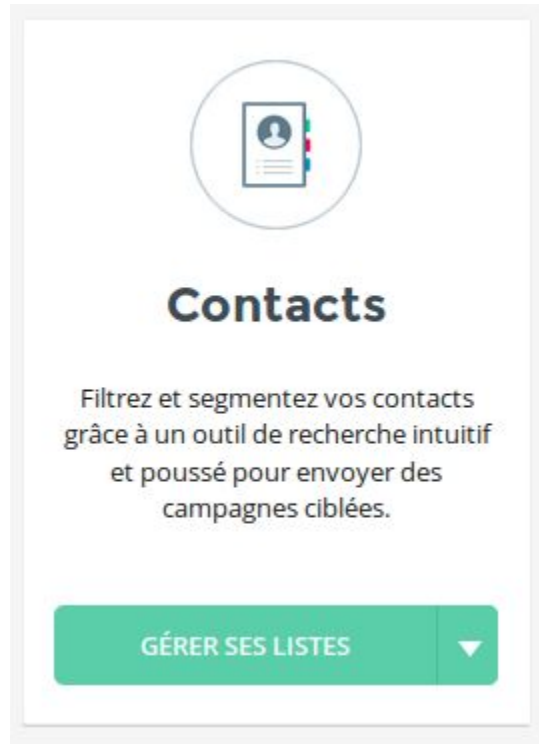 Contacts
Filtrez et segmentez vos contacts
grâce à un outil de recherche intuitif
et poussé pour envoyer des
campagnes ciblées.
GÉRER SES LISTES